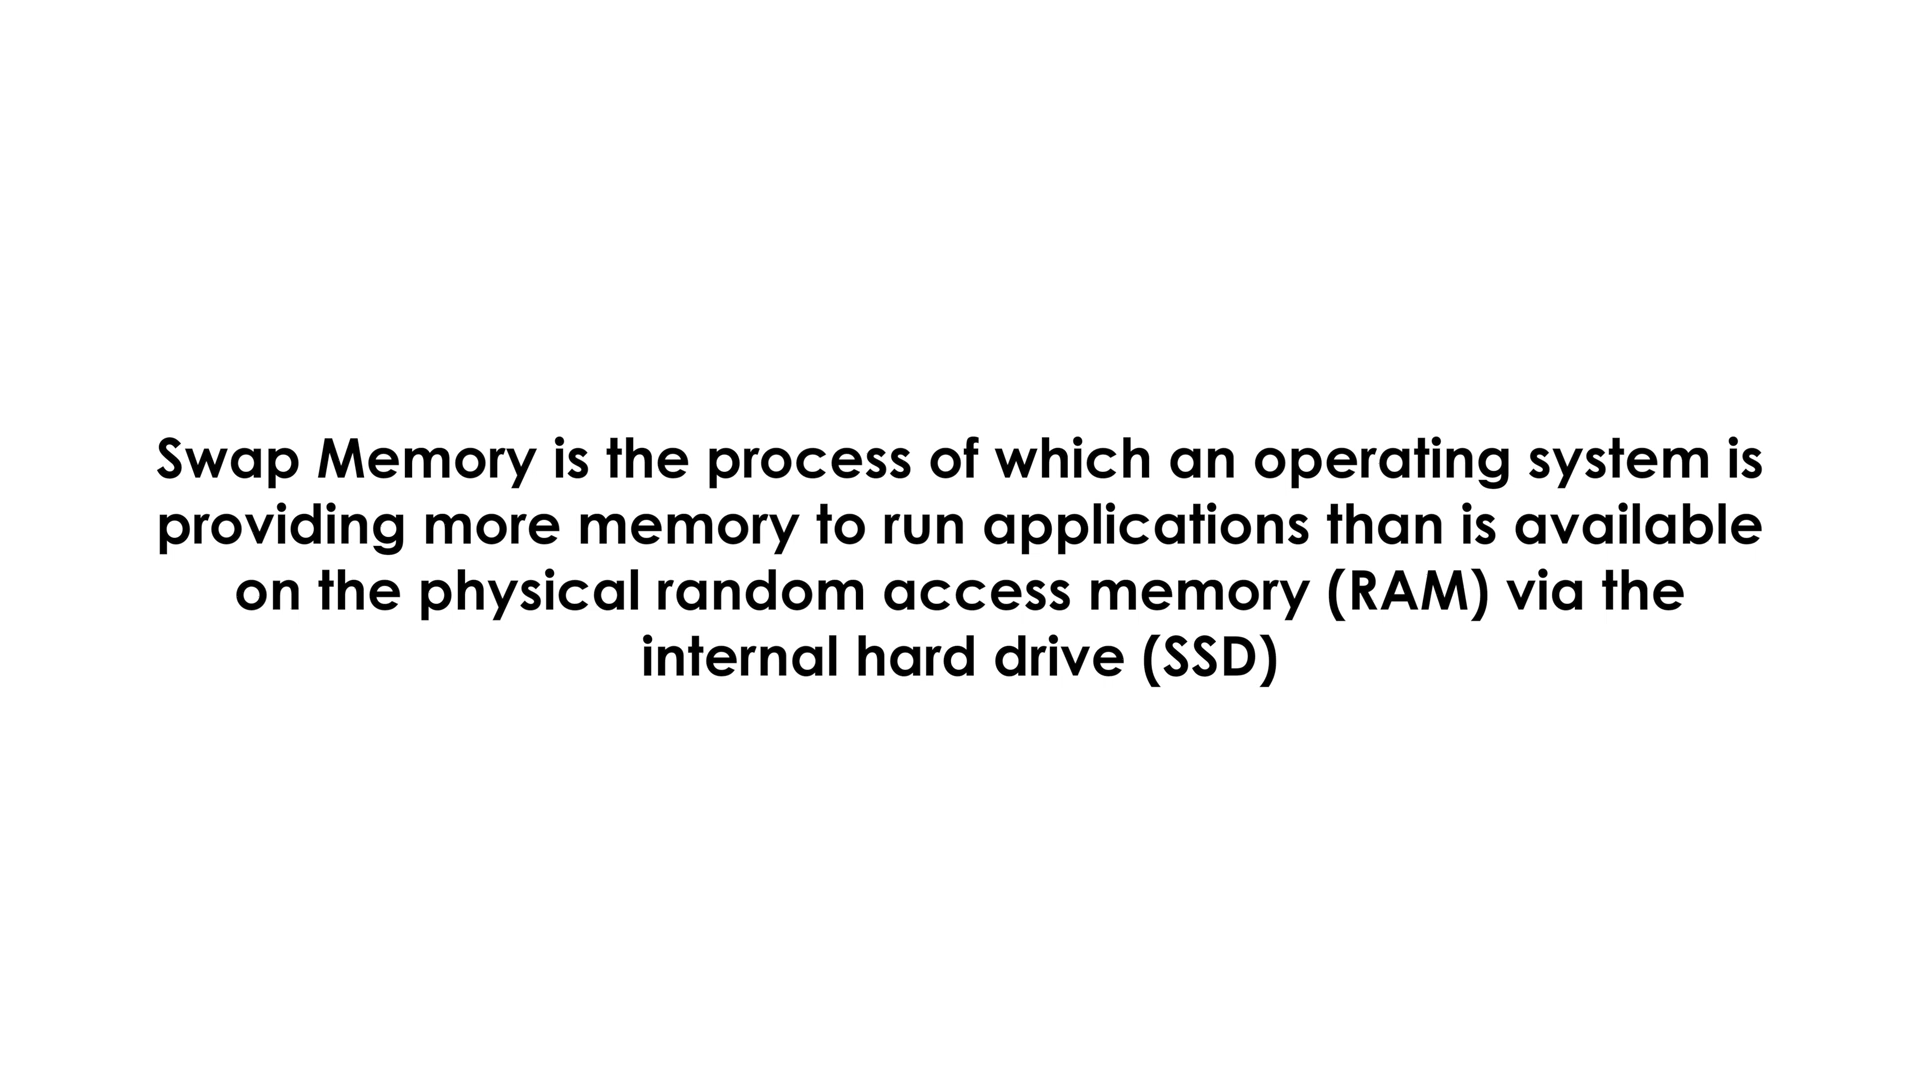 Swap Memory is the process of which an operating system is
providing more memory to run applications than is available
on the physical random access memory (RAM) via the
internal hard drive (SSD)